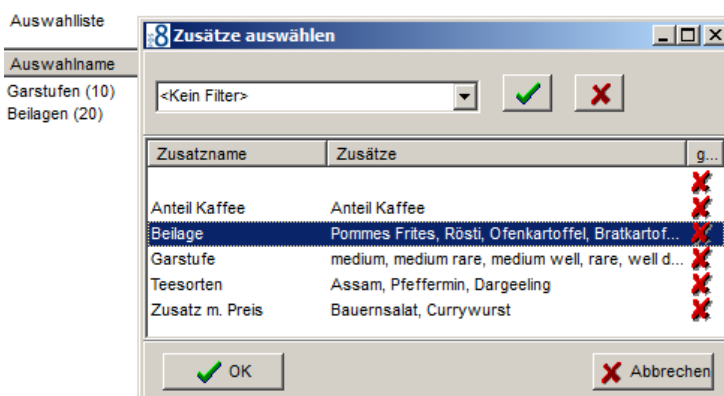 Auswahlliste
Zusätze auswählen
Auswahlname
Garstufen (10)
Beilagen (20)
<Kein Filter>
Zusatzname Zusätze g...
Anteil Kaffee Anteil Kaffee
Beilage Pommes Frites, Rösti, Ofenkartoffel, Bratkartof...
Garstufe medium, medium rare, medium well, rare, well d...
Teesorten Assam, Pfeffermin, Dargeeling
Zusatz m. Preis Bauernsalat, Currywurst
OK Abbrechen